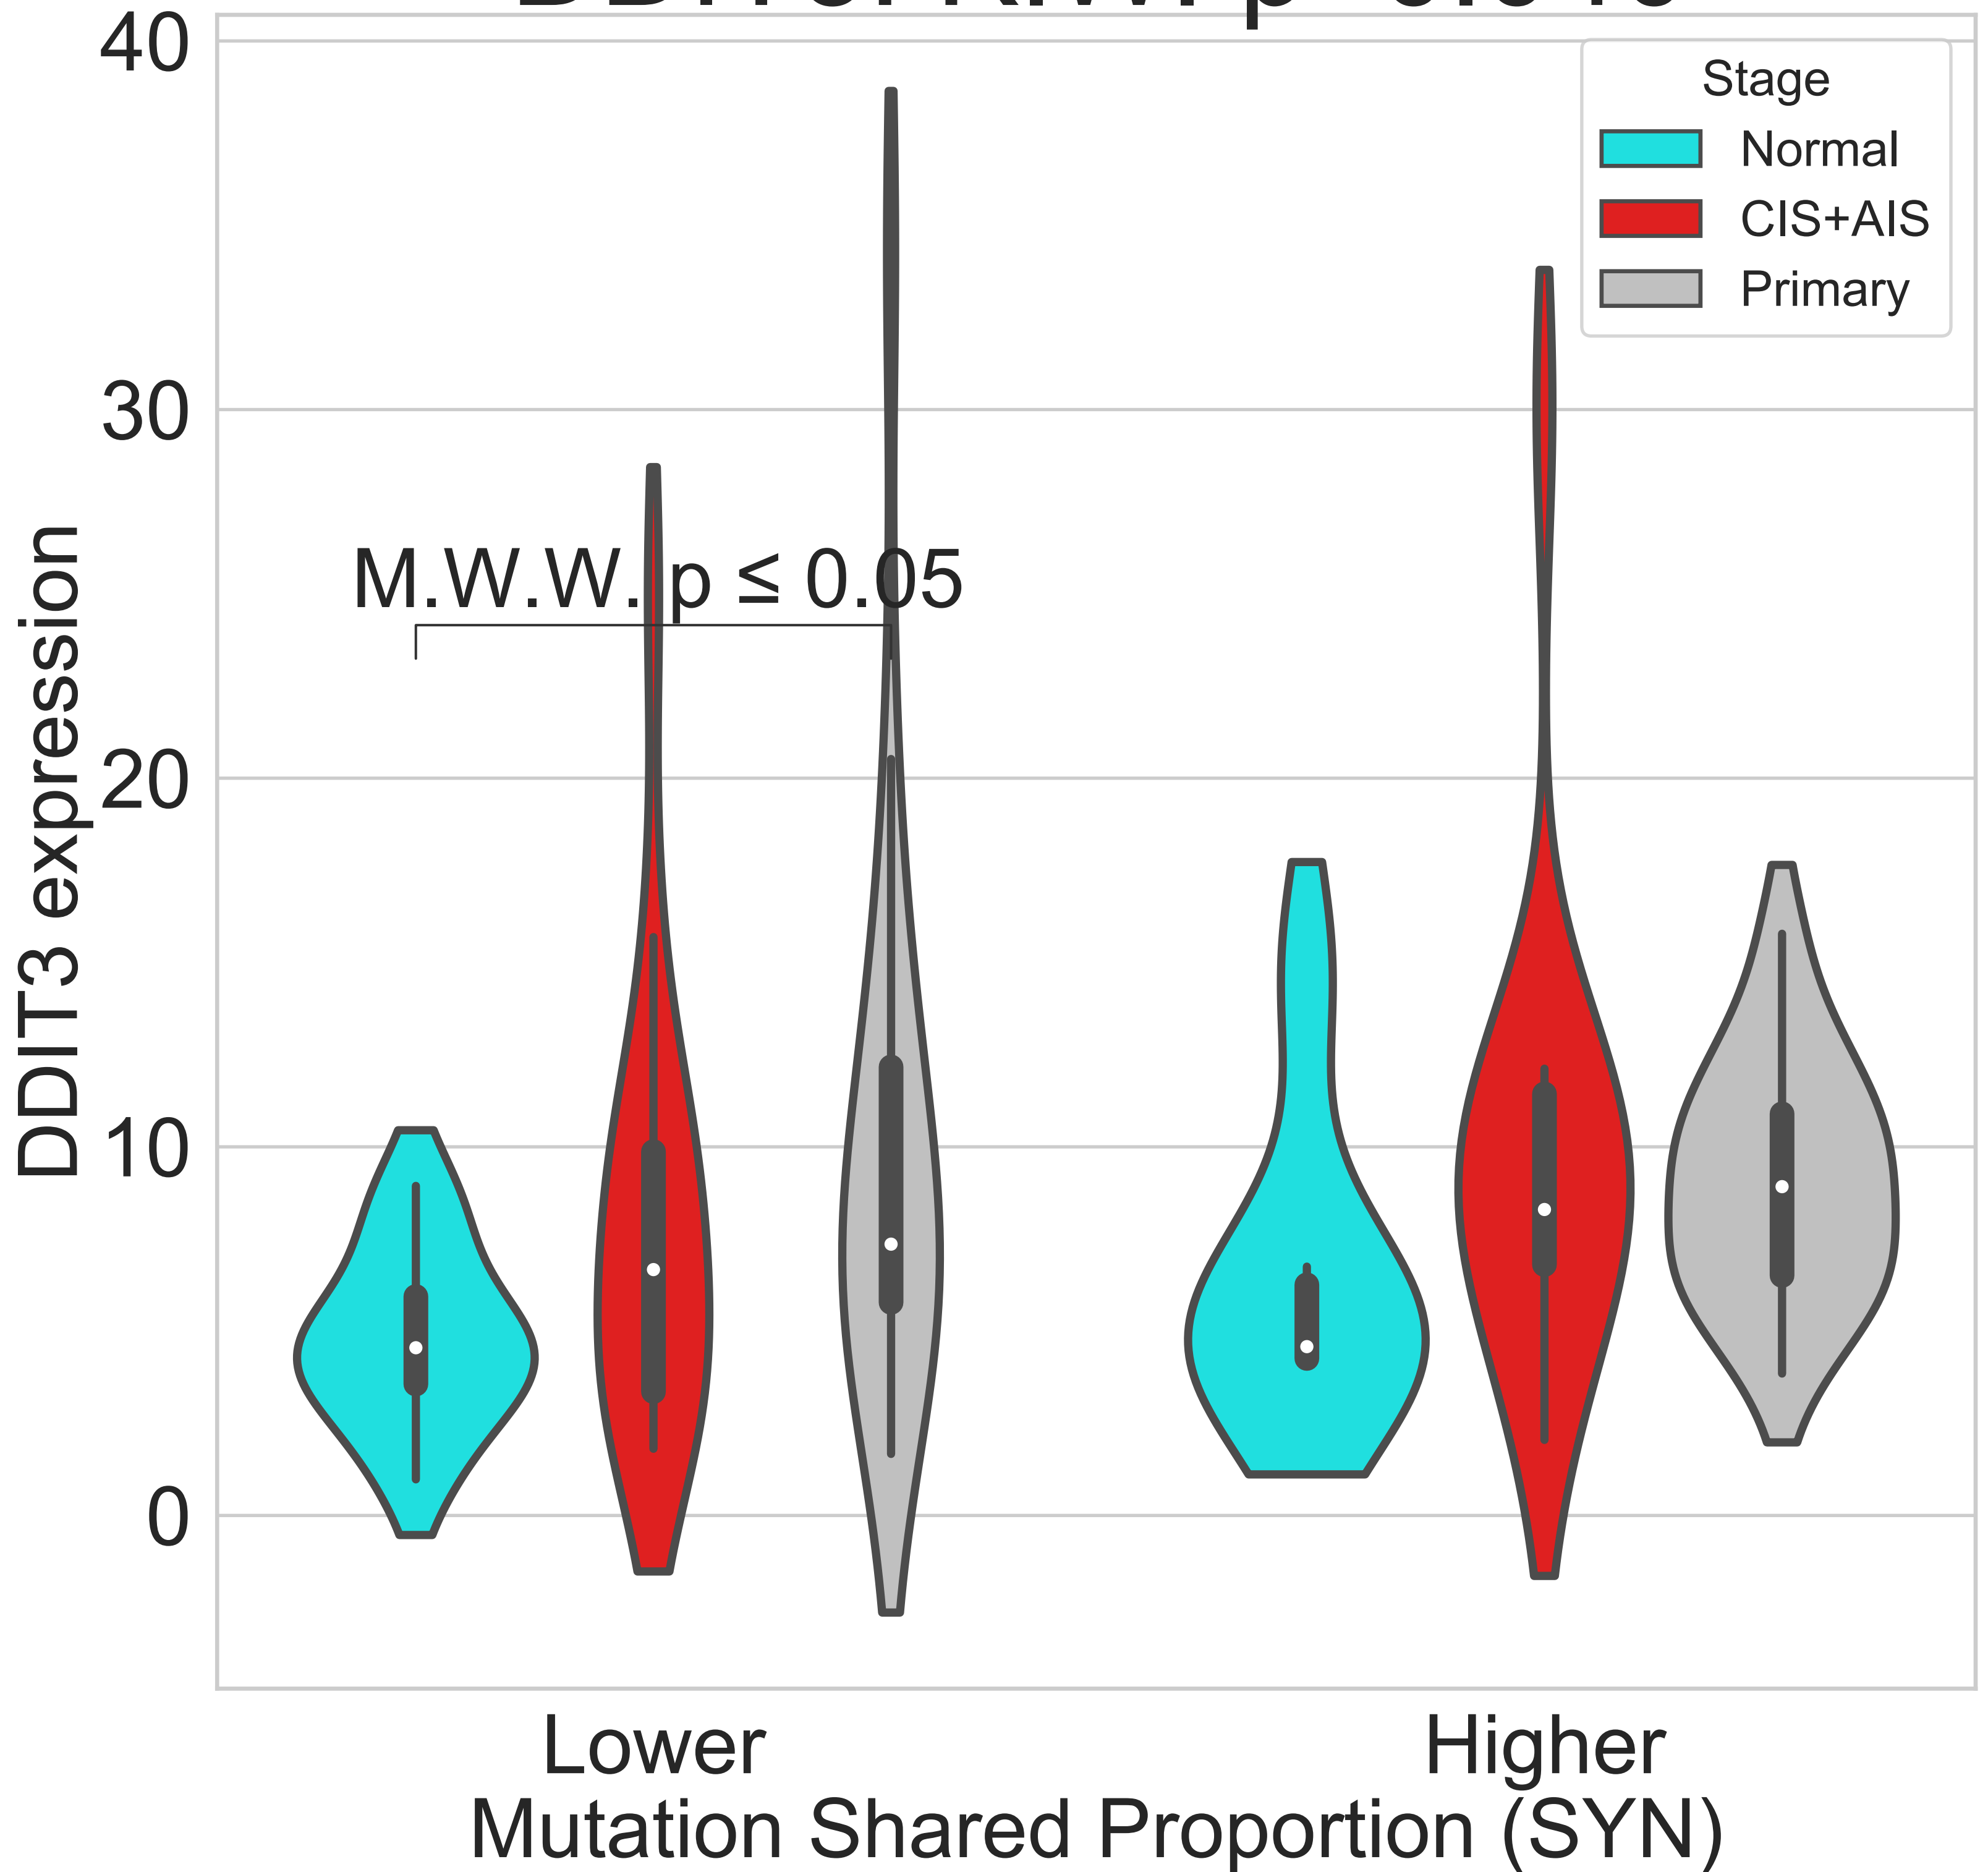 40
30
20
10
0
DDIT3 expression
Stage
Normal
CIS+AIS
Primary
M.W.W. p ≤ 0.05
Lower
Higher
Mutation Shared Proportion (SYN)